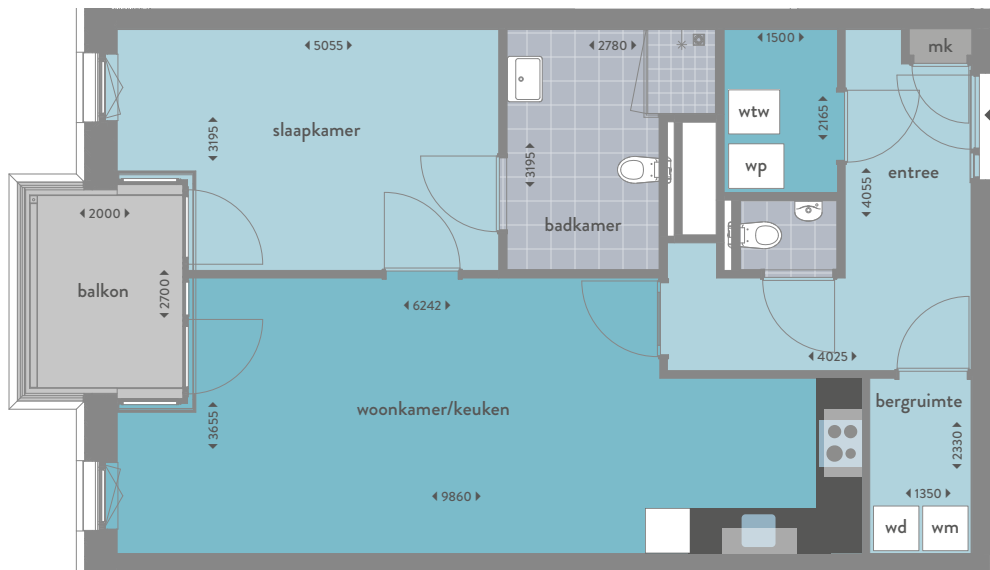 5055
2780
1500
mk
wtw
2165
slaapkamer
3195
3195
wp
entree
4055
2000
badkamer
balkon
2700
6242
4025
3655
woonkamer/keuken
bergruimte
2330
9860
1350
wd
wm